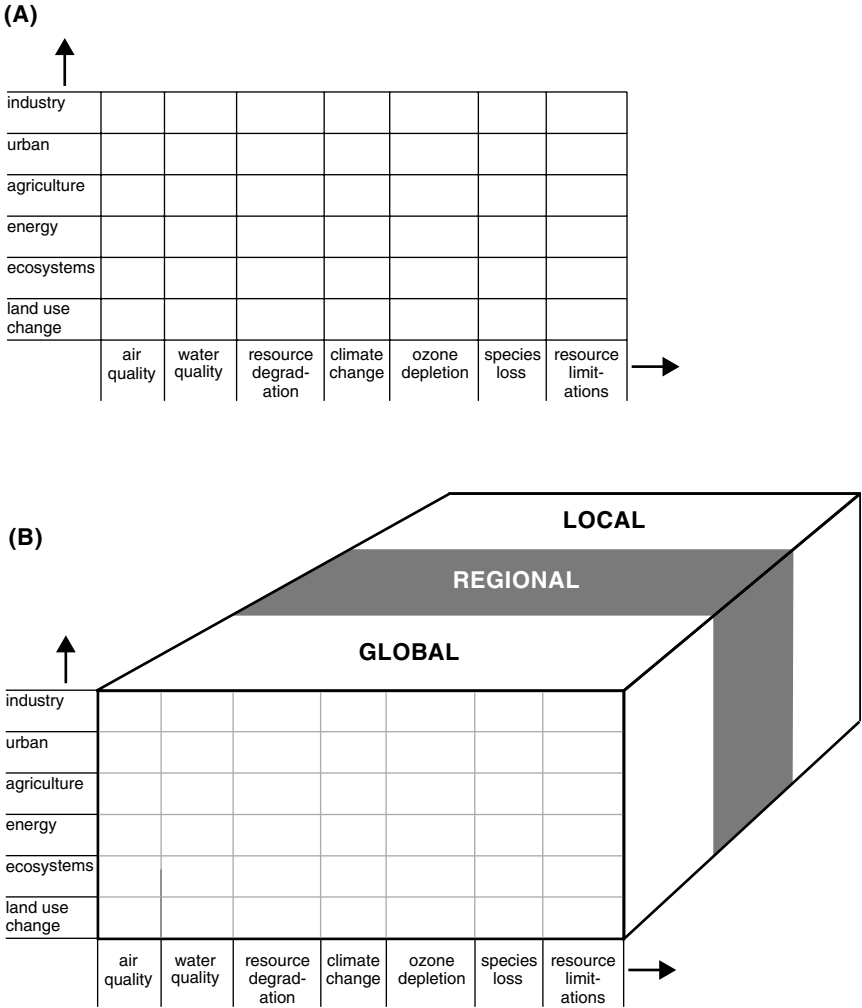 (A)
industry
urban
agriculture
energy
ecosystems
land use
change
air
quality
water
quality
resource
degrad-
ation
climate
change
ozone
depletion
species
loss
resource
limit-
ations
(B)
LOCAL
REGIONAL
GLOBAL
industry
urban
agriculture
energy
ecosystems
land use
change
air
quality
water
quality
resource
degrad-
ation
climate
change
ozone
depletion
species
loss
resource
limit-
ations